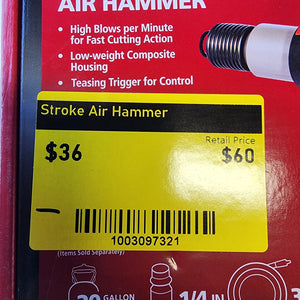 AIR HAMMER
• High Blows per Minute
for Fast Cutting Action
• Low-weight Composite
Housing
• Teasing Trigger for Control
Stroke Air Hammer
Retail Price
$36
$60
1003097321
(Items Sold Separately)
GALLON
1/4 IN